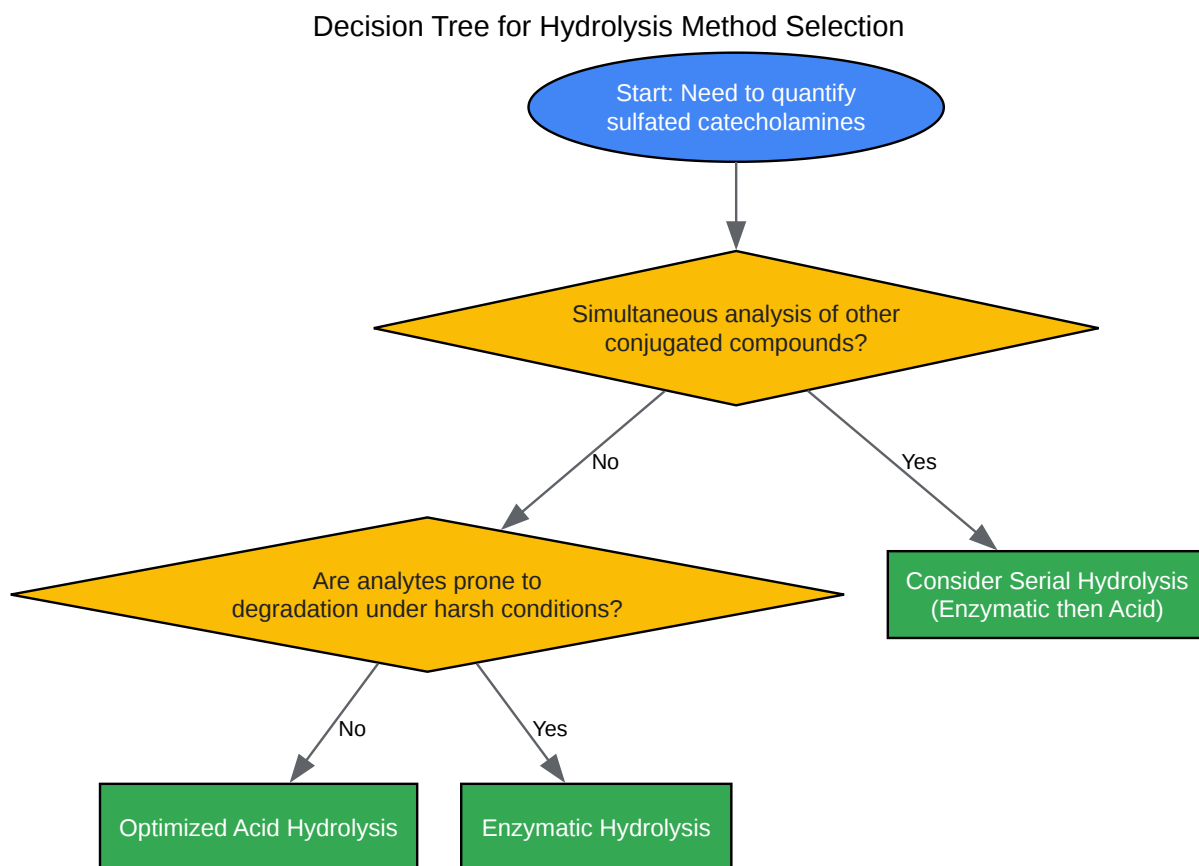 Decision Tree for Hydrolysis Method Selection
Start: Need to quantify
sulfated catecholamines
Simultaneous analysis of other
conjugated compounds?
No
Yes
Are analytes prone to
degradation under harsh conditions?
Consider Serial Hydrolysis
(Enzymatic then Acid)
No
Yes
Optimized Acid Hydrolysis
Enzymatic Hydrolysis